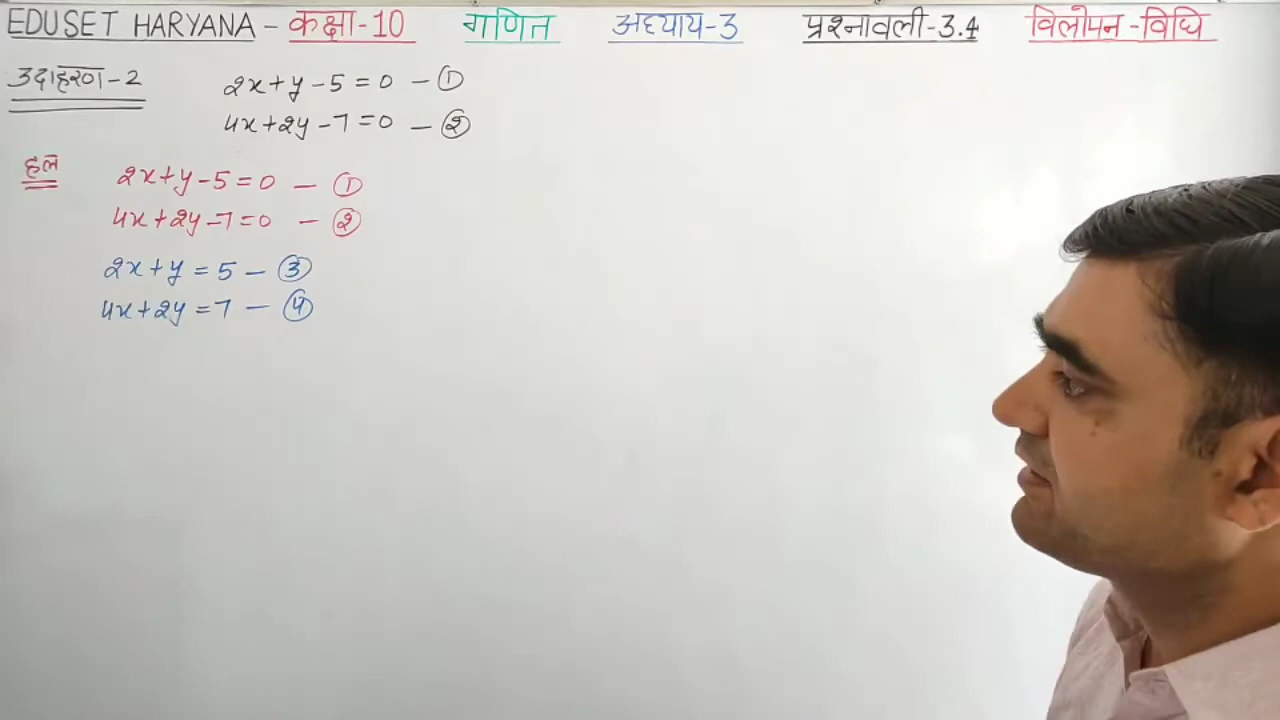 EDUSET HARYANA - कक्षा-10 गणित अध्याय-3 प्रश्नावली-3.4 विलोपन-विधि
उदाहरण-2 2x+y-5=0 - ①
4x+2y-7=0 - ②
हल 2x+y-5=0 - ①
4x+2y-7=0 - ②
2x+y=5 - ③
4x+2y=7 - ④